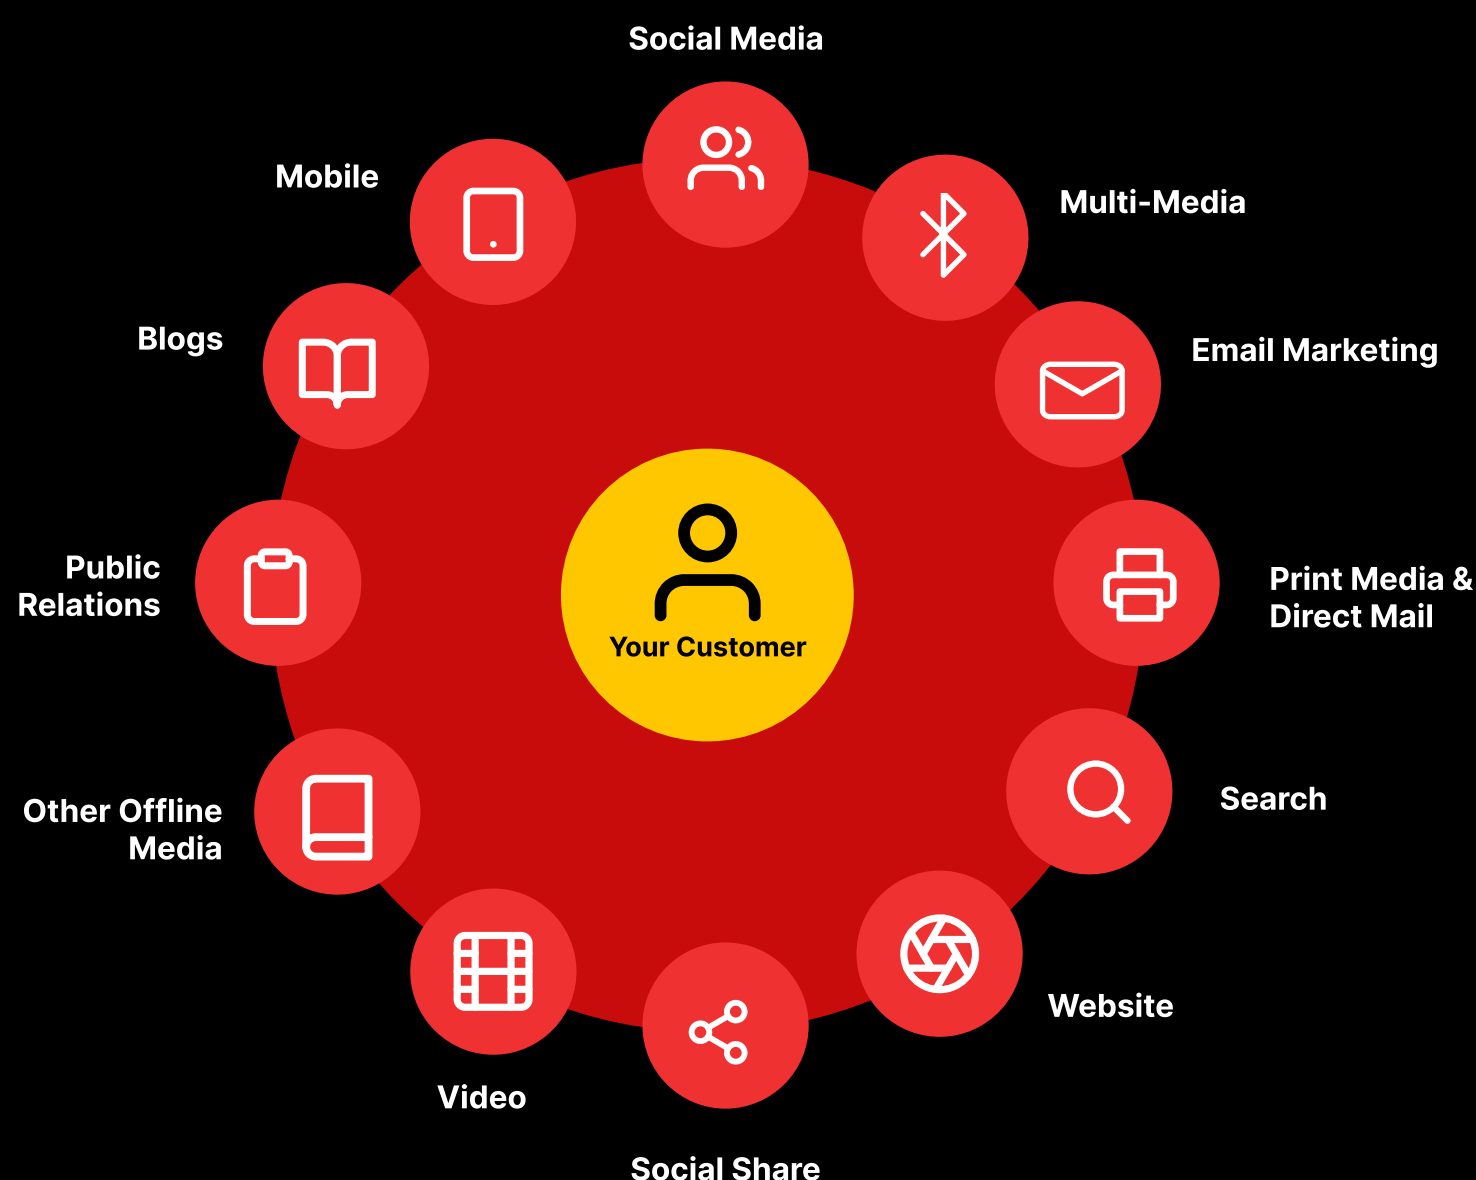 Social Media
Mobile
Multi-Media
Blogs
Email Marketing
Public
Relations
Your Customer
Print Media &
Direct Mail
Other Offline
Media
Search
Website
Video
Social Share